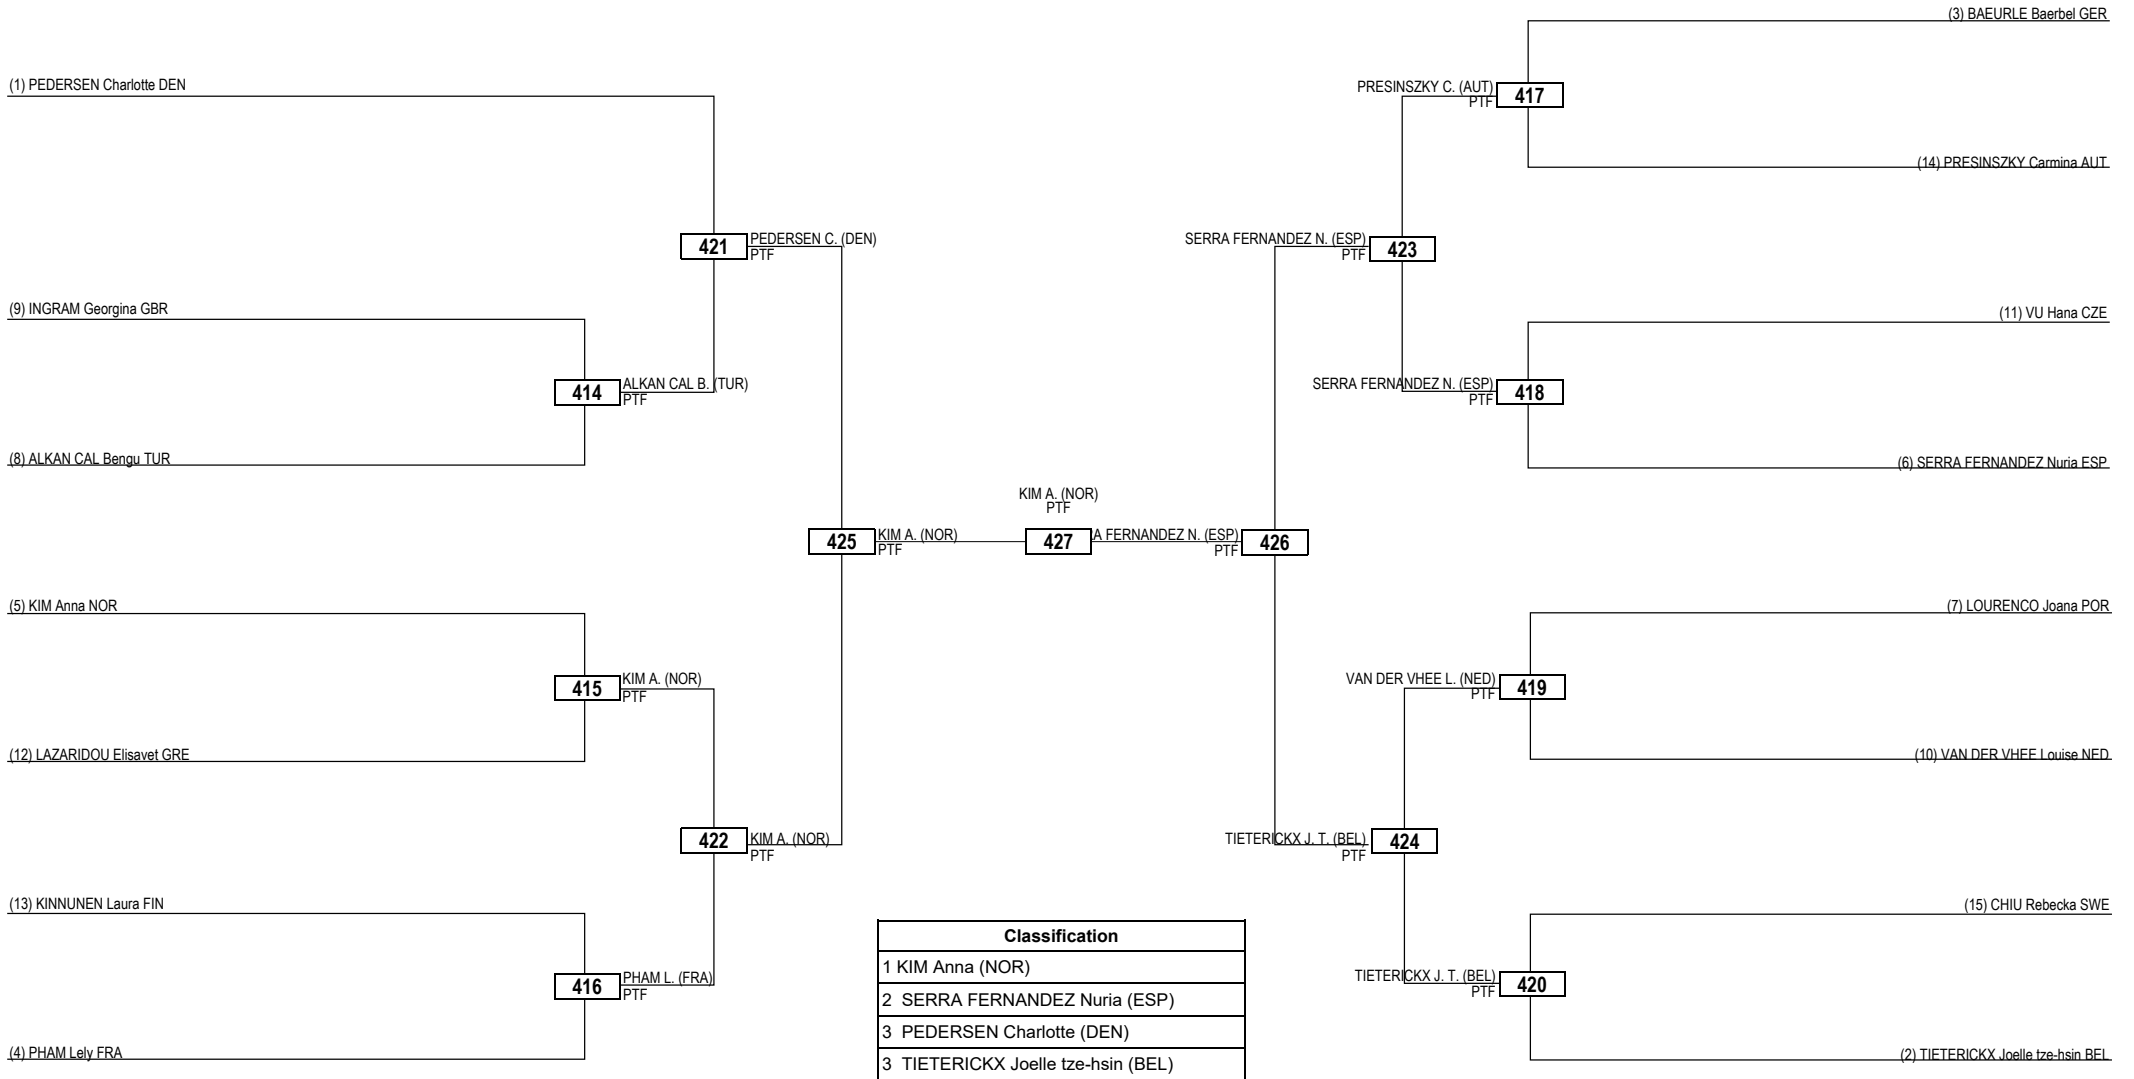 (3) BAEURLE Baerbel GER
(1) PEDERSEN Charlotte DEN
PRESINSZKY C. (AUT)
PTF
417
(14) PRESINSZKY Carmina AUT
421
PEDERSEN C. (DEN)
PTF
SERRA FERNANDEZ N. (ESP)
PTF
423
(9) INGRAM Georgina GBR
(11) VU Hana CZE
414
ALKAN CAL B. (TUR)
PTF
SERRA FERNANDEZ N. (ESP)
PTF
418
(8) ALKAN CAL Bengu TUR
(6) SERRA FERNANDEZ Nuria ESP
KIM A. (NOR)
PTF
425
KIM A. (NOR)
PTF
427
A FERNANDEZ N. (ESP)
PTF
426
(5) KIM Anna NOR
(7) LOURENCO Joana POR
415
KIM A. (NOR)
PTF
VAN DER VHEE L. (NED)
PTF
419
(12) LAZARIDOU Elisavet GRE
(10) VAN DER VHEE Louise NED
422
KIM A. (NOR)
PTF
TIETERICKX J. T. (BEL)
PTF
424
(13) KINNUNEN Laura FIN
(15) CHIU Rebecka SWE
416
PHAM L. (FRA)
PTF
TIETERICKX J. T. (BEL)
PTF
420
(4) PHAM Lely FRA
(2) TIETERICKX Joelle tze-hsin BEL
Classification
1 KIM Anna (NOR)
2 SERRA FERNANDEZ Nuria (ESP)
3 PEDERSEN Charlotte (DEN)
3 TIETERICKX Joelle tze-hsin (BEL)